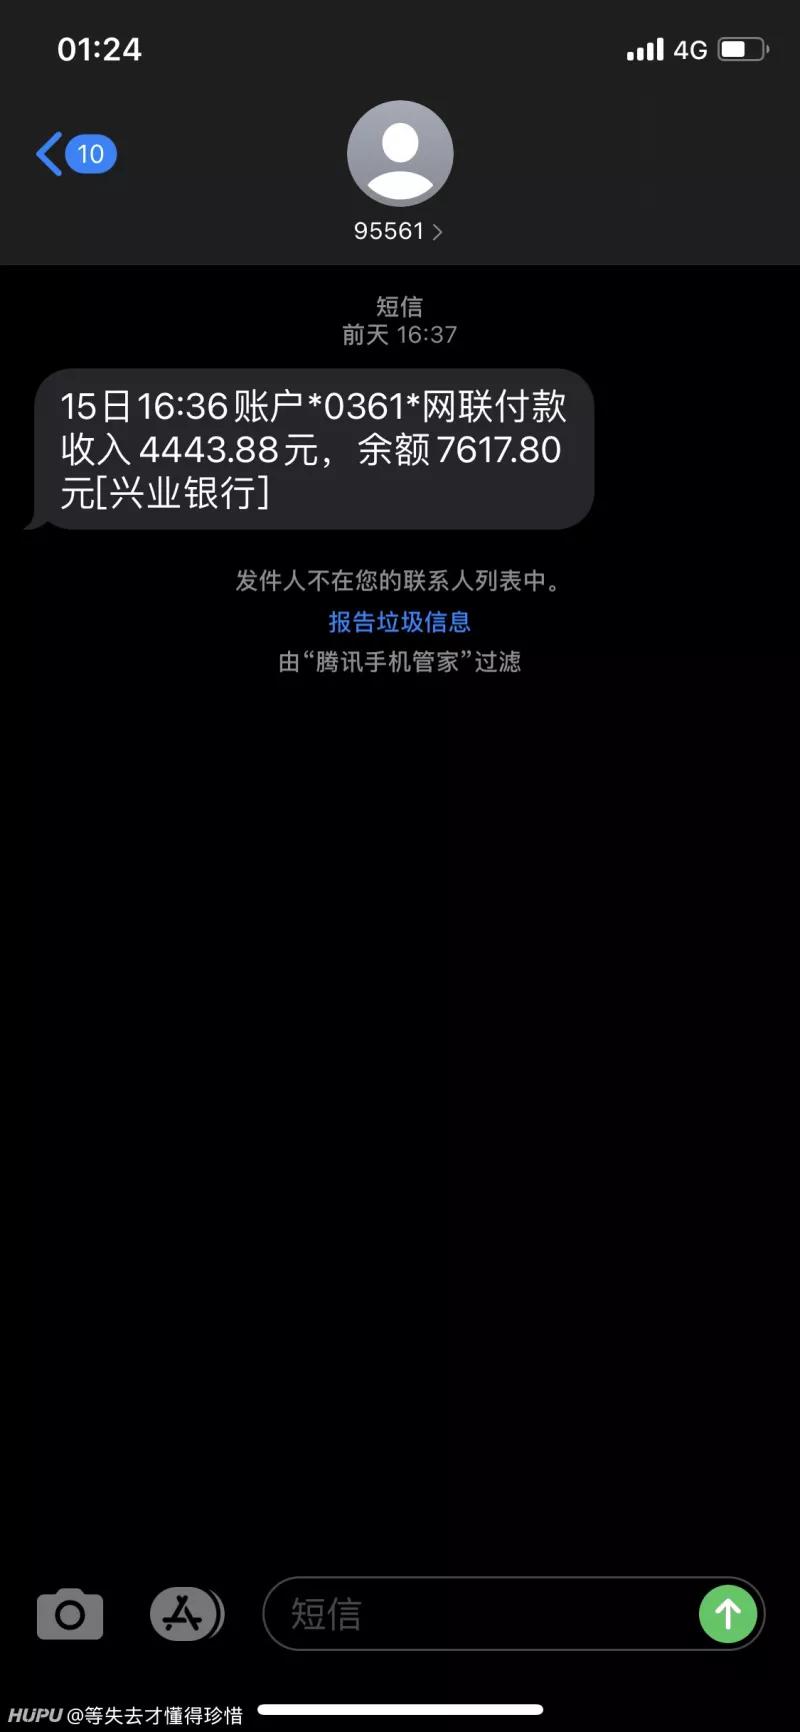 01:24
4G
10
95561
短信
前天 16:37
15日16:36账户*0361*网联付款
收入4443.88元，余额7617.80
元[兴业银行]
发件人不在您的联系人列表中。
报告垃圾信息
由“腾讯手机管家”过滤
短信
HUPU @等失去才懂得珍惜